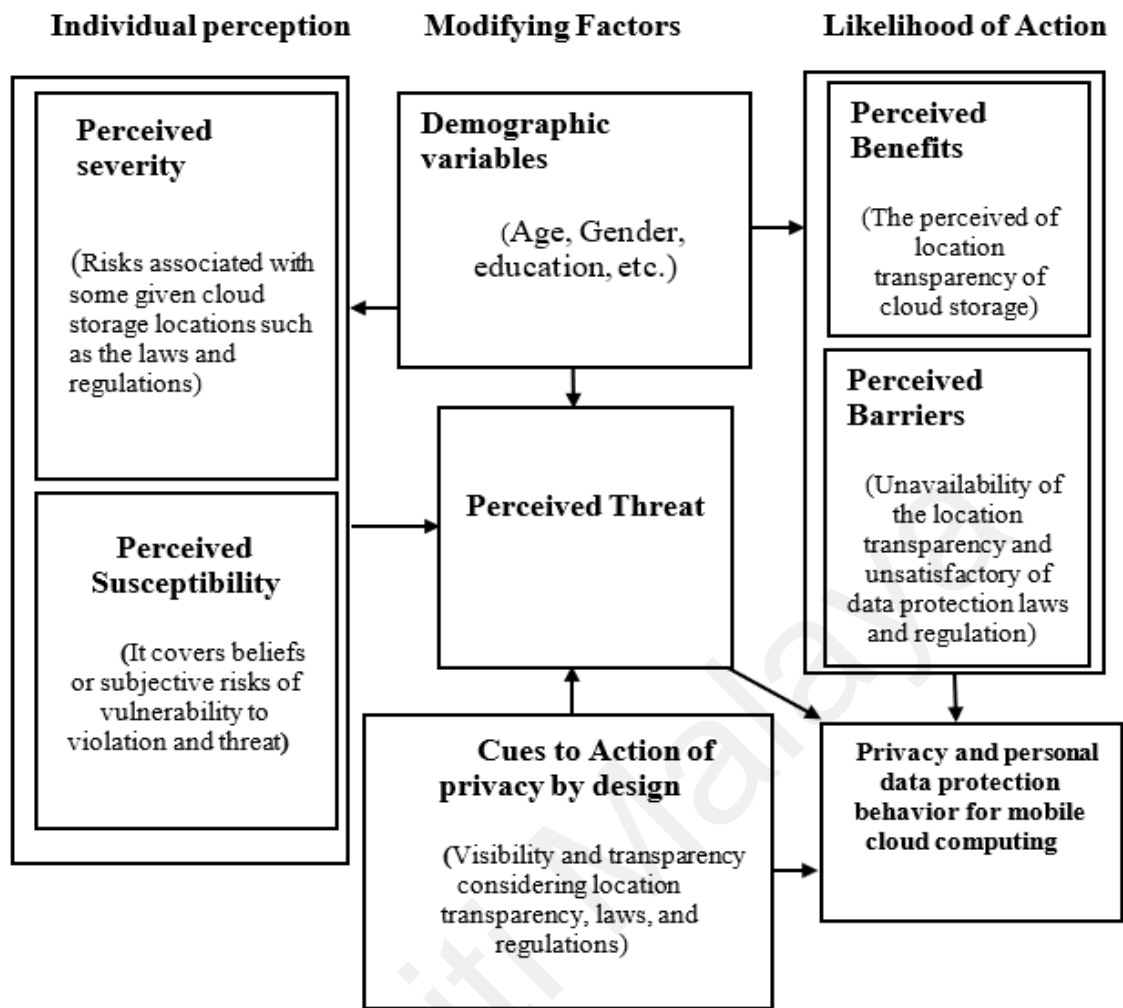 Individual perception
Modifying Factors
Likelihood of Action
Perceived
severity
(Risks associated with
some given cloud
storage locations such
as the laws and
regulations)
Perceived
Susceptibility
(It covers beliefs
or subjective risks of
vulnerability to
violation and threat)
Demographic
variables
(Age, Gender,
education, etc.)
Perceived Threat
Cues to Action of
privacy by design
(Visibility and transparency
considering location
transparency, laws, and
regulations)
Perceived
Benefits
(The perceived of
location
transparency of
cloud storage)
Perceived
Barriers
(Unavailability of
the location
transparency and
unsatisfactory of
data protection laws
and regulation)
Privacy and personal
data protection
behavior for mobile
cloud computing
iti Malaya